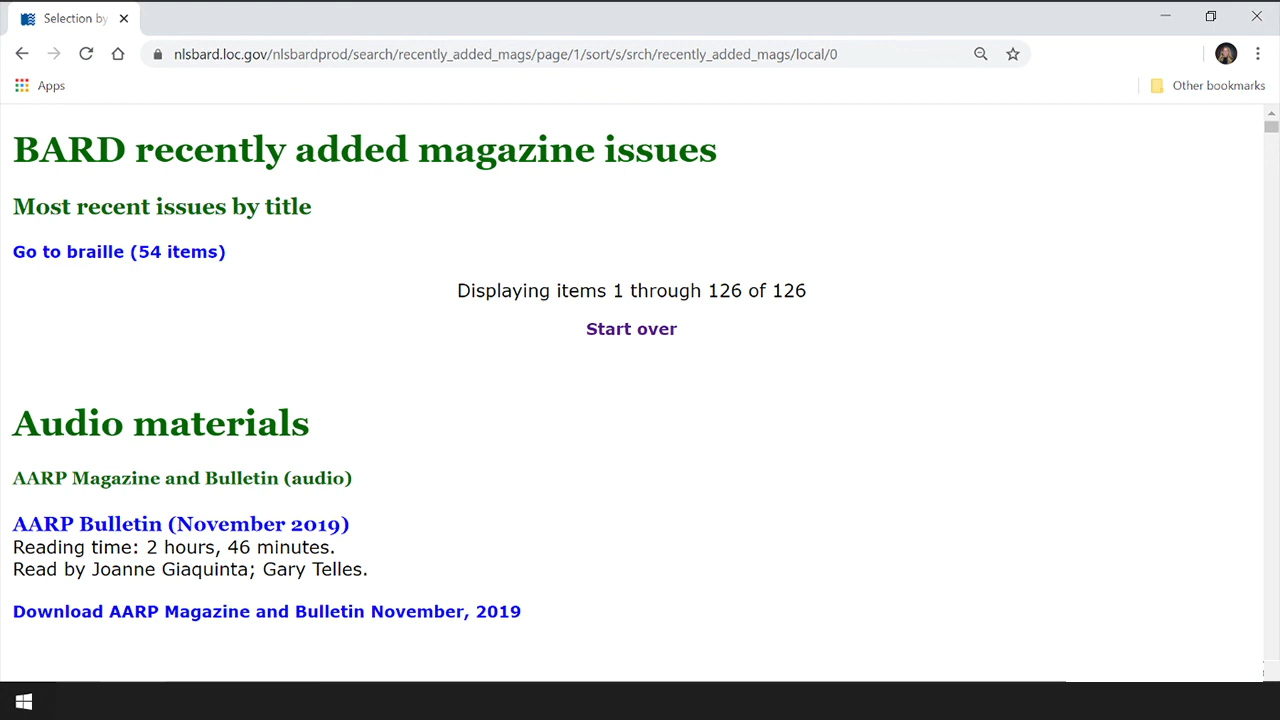 Selection by
nlsbard.loc.gov/nlsbardprod/search/recently_added_mags/page/1/sort/s/srch/recently_added_mags/local/0
Apps
Other bookmarks
BARD recently added magazine issues
Most recent issues by title
Go to braille (54 items)
Displaying items 1 through 126 of 126
Start over
Audio materials
AARP Magazine and Bulletin (audio)
AARP Bulletin (November 2019)
Reading time: 2 hours, 46 minutes.
Read by Joanne Giaquinta; Gary Telles.
Download AARP Magazine and Bulletin November, 2019